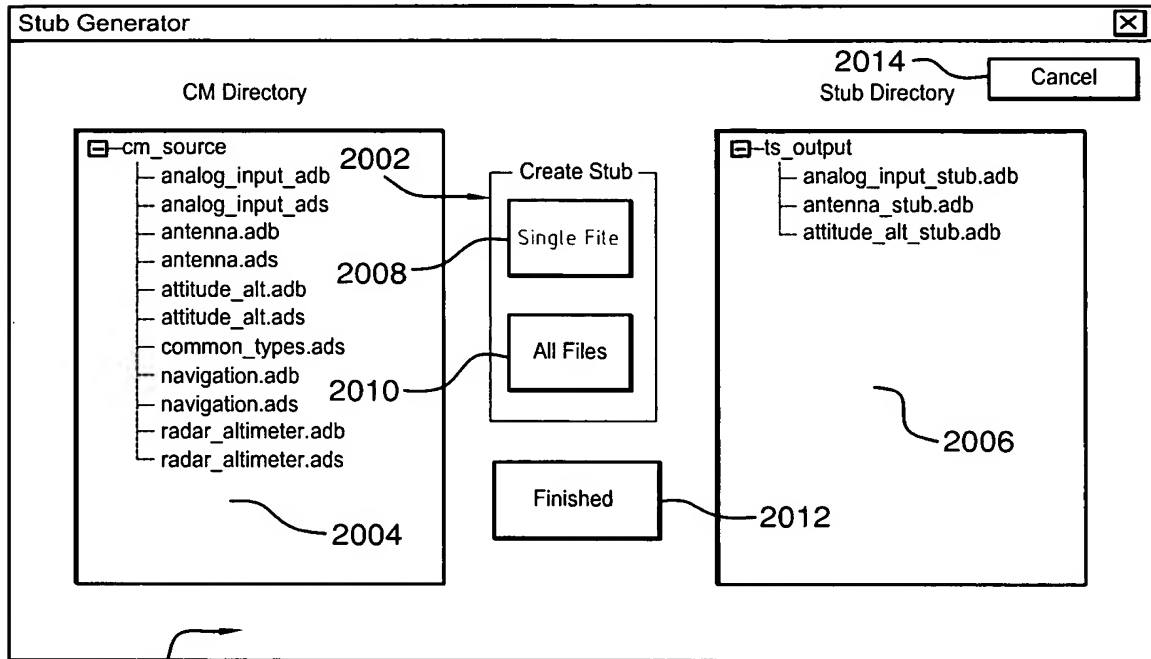 Stub Generator
2014
Cancel
CM Directory
Stub Directory
cm_source
analog_input_adb
analog_input_ads
antenna.adb
antenna.ads
attitude_alt.adb
attitude_alt.ads
common_types.ads
navigation.adb
navigation.ads
radar_altimeter.adb
radar_altimeter.ads
2004
2002
Create Stub
Single File
2008
All Files
2010
Finished
2012
ts_output
analog_input_stub.adb
antenna_stub.adb
attitude_alt_stub.adb
2006